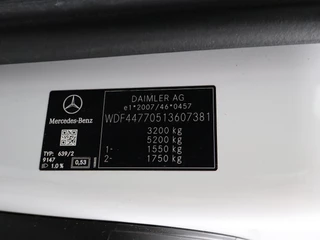 Mercedes-Benz
DAIMLER AG
e1*2007/46*0457
WDF44770513607381
3200 kg
5200 kg
1- 1550 kg
2- 1750 kg
TYP: 639/2
9147
1.0 % 0,53